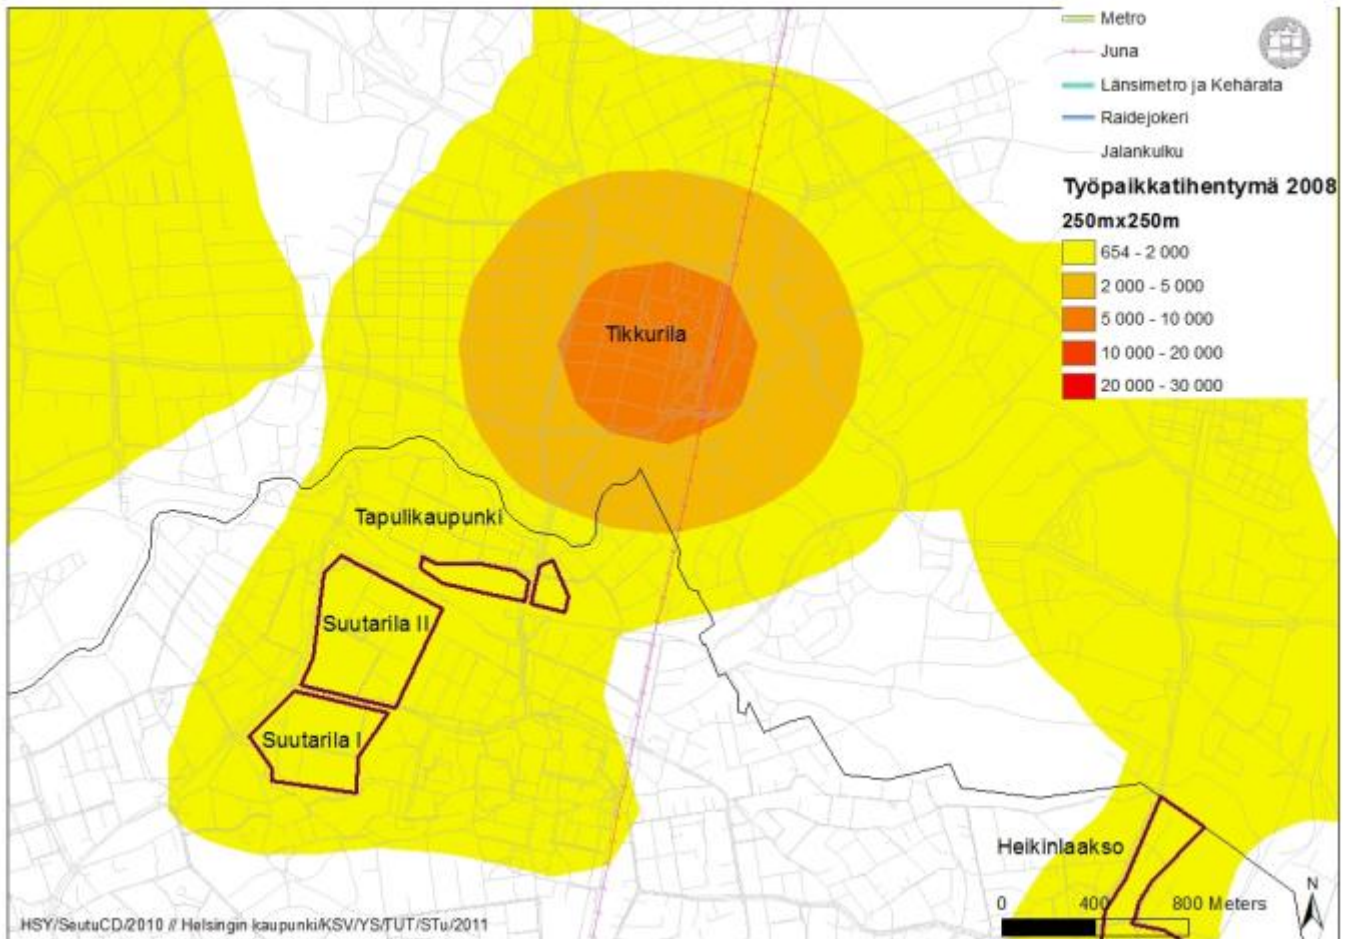 Metro
Juna
Länsimetro ja Kehärata
Raidejokeri
Jalankulku
Työpaikkatihentymä 2008
250mx250m
654 - 2 000
2 000 - 5 000
5 000 - 10 000
10 000 - 20 000
20 000 - 30 000
Tikkurila
Tapulikaupunki
Suutarila II
Suutarila I
Heikinlaakso
N
0 400 800 Meters
HSY/SeutuCD/2010 // Helsingin kaupunki/KSV/YS/TUT/STu/2011